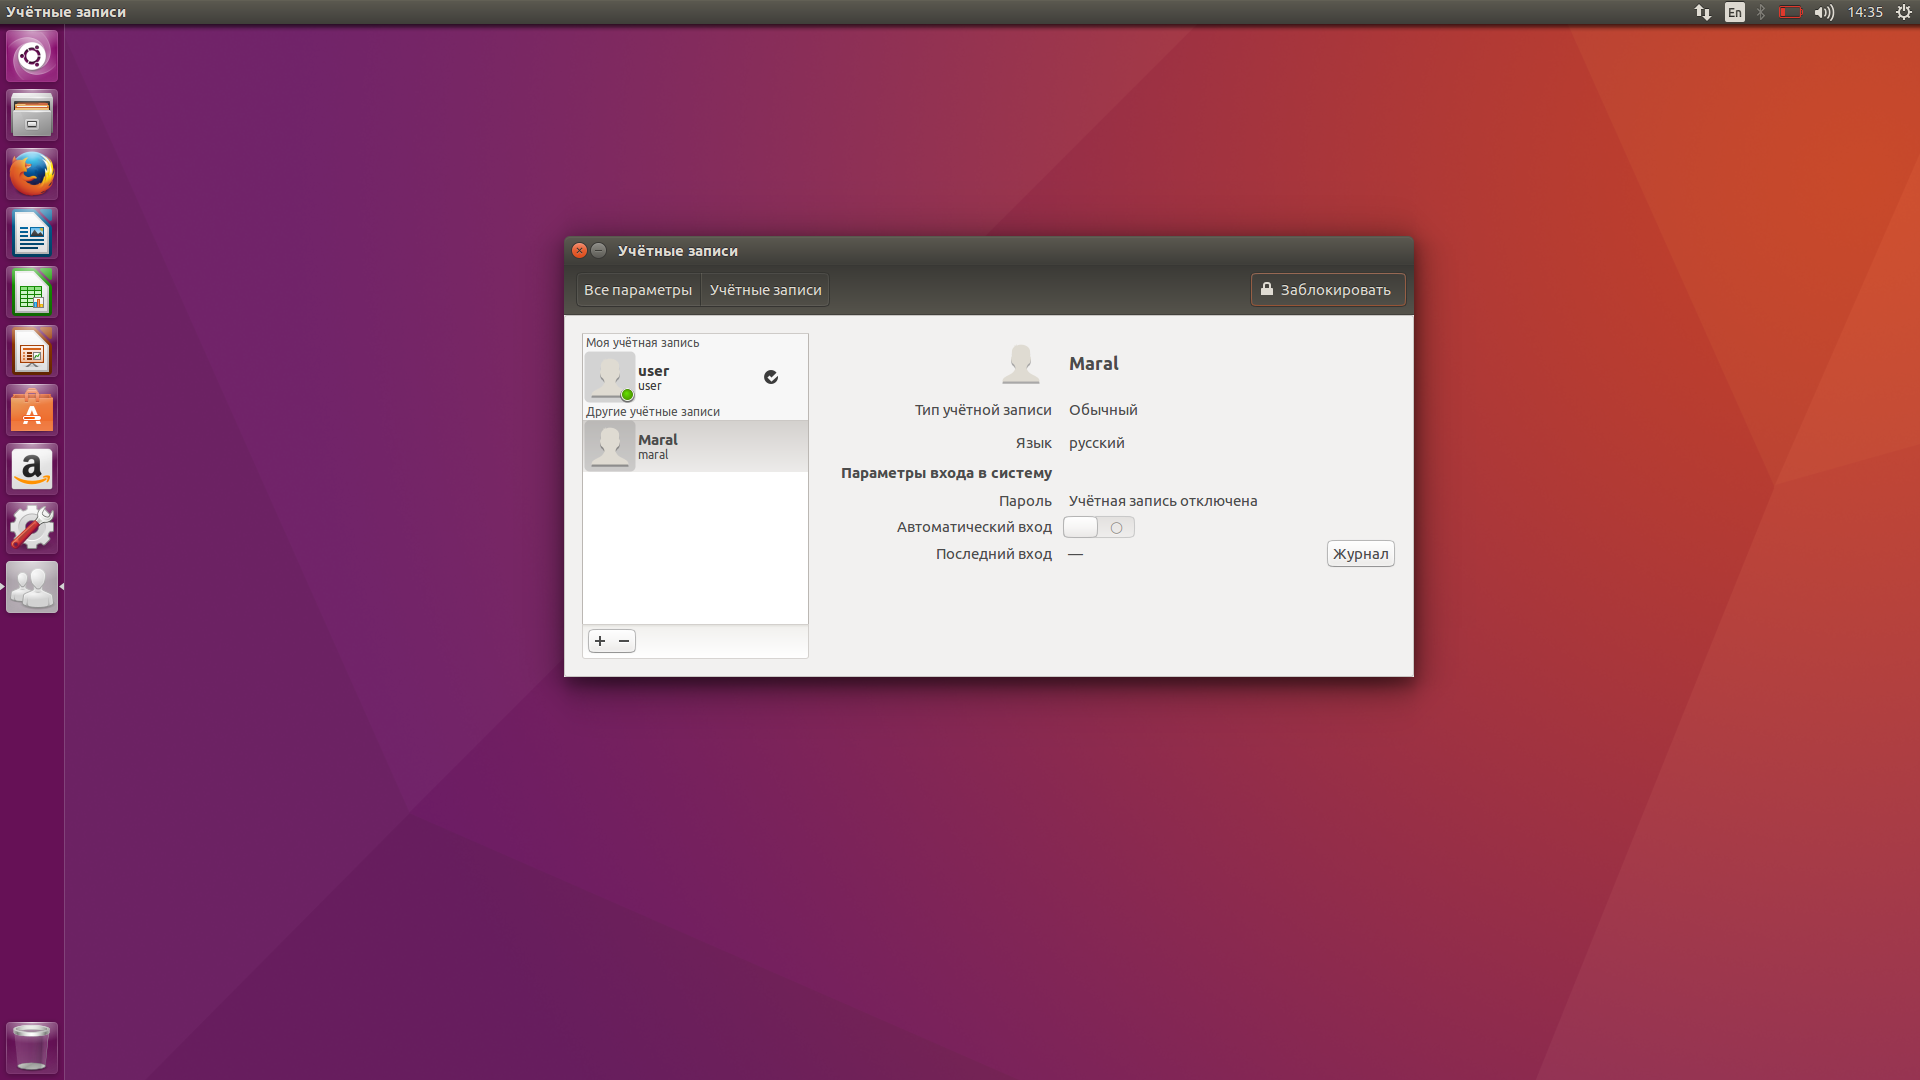 Учётные записи
En
14:35
Учётные записи
Все параметры
Учётные записи
Заблокировать
Моя учётная запись
user
user
Другие учётные записи
Maral
maral
+ −
Maral
Тип учётной записи Обычный
Язык русский
Параметры входа в систему
Пароль Учётная запись отключена
Автоматический вход
Последний вход —
Журнал